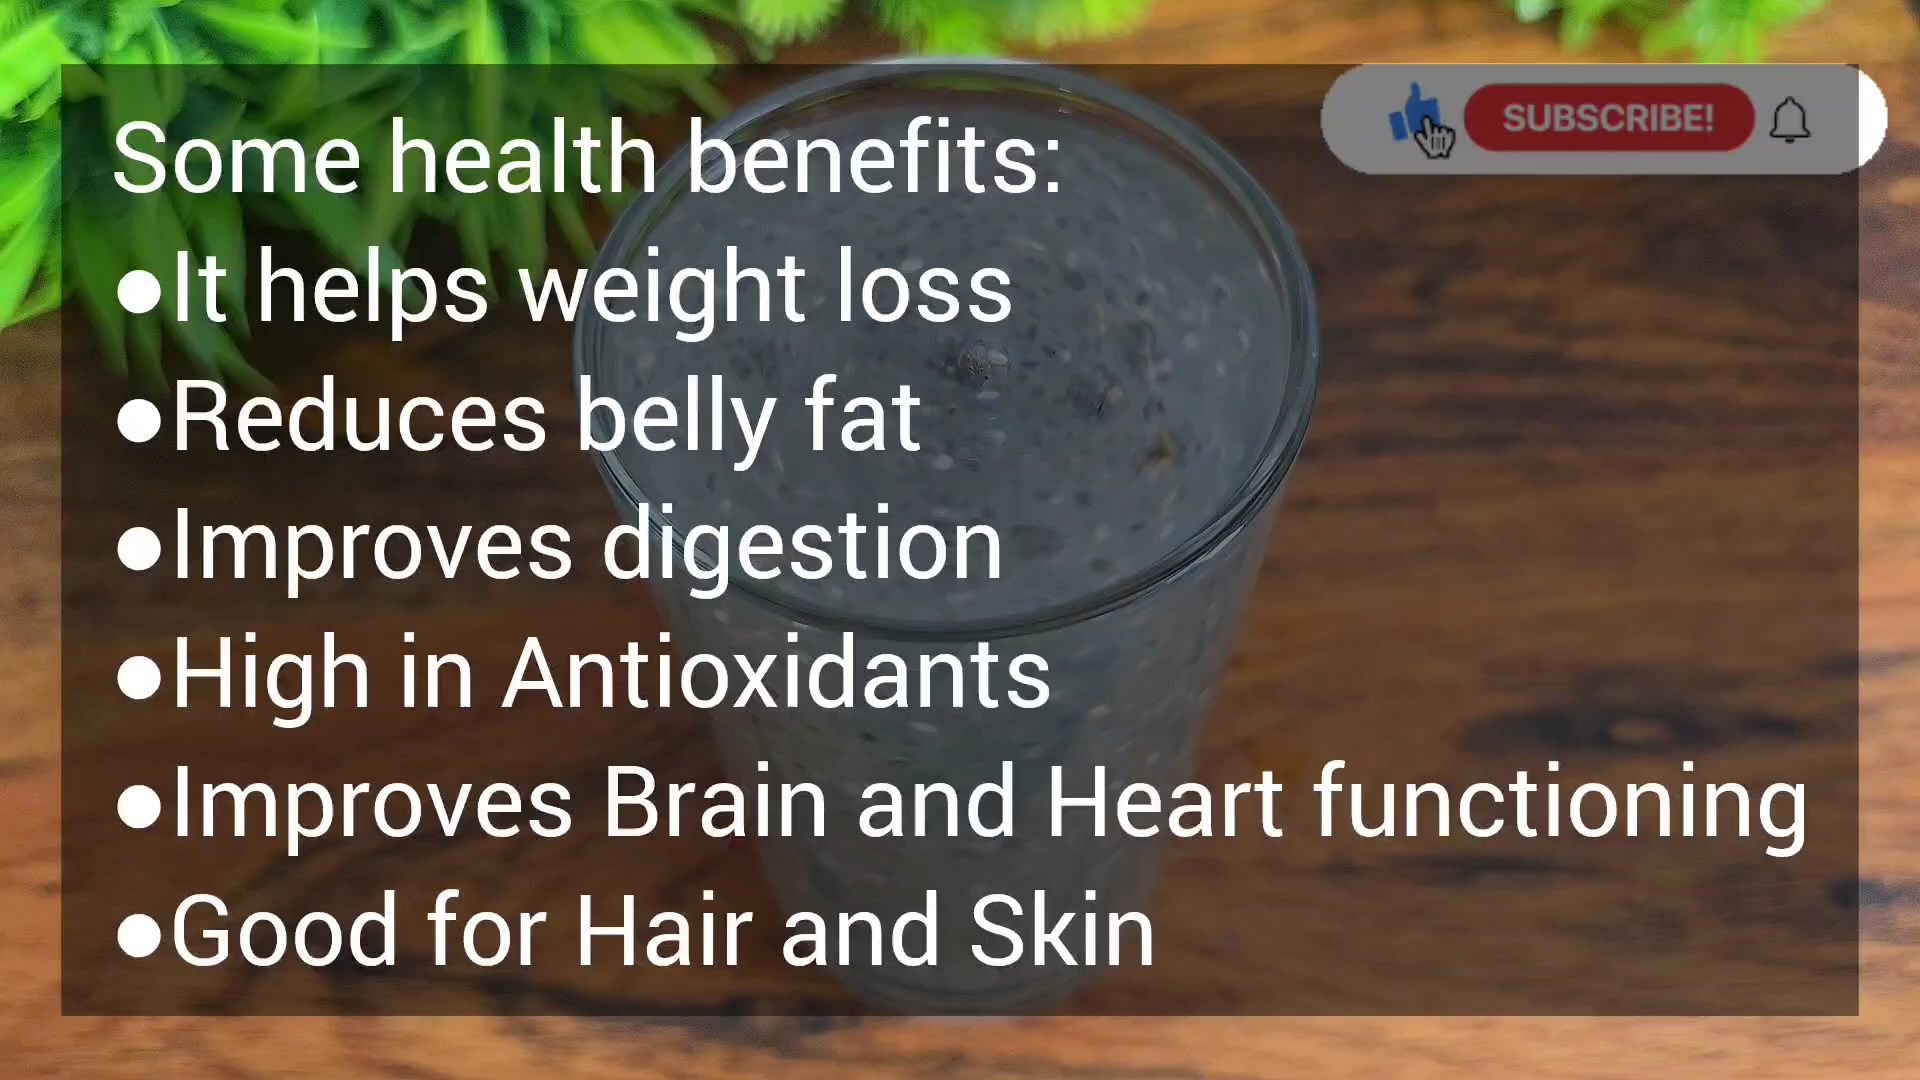 Some health benefits:
SUBSCRIBE!
●It helps weight loss
●Reduces belly fat
●Improves digestion
●High in Antioxidants
●Improves Brain and Heart functioning
●Good for Hair and Skin